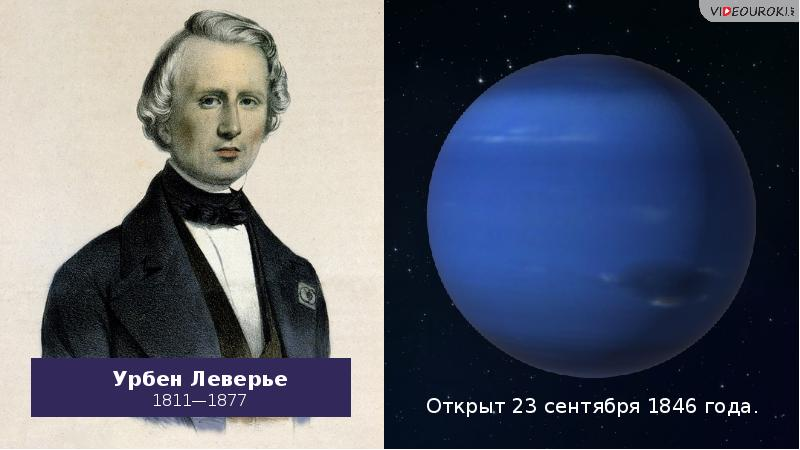 VIDEOUROKI
Урбен Леверье
1811—1877
Открыт 23 сентября 1846 года.